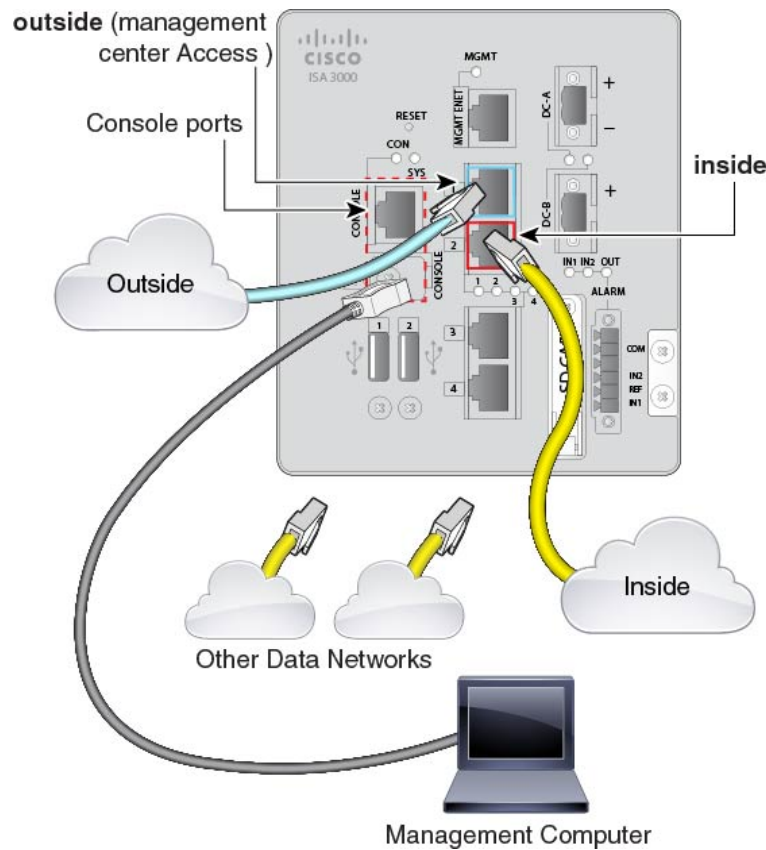 outside (management
center Access )
Console ports
CISCO
ISA 3000
MGMT
MGMT ENET
RESET
CON
SYS
CONSOLE
CONSOLE
DC-A
+
–
DC-B
+
inside
2
1 2
3 4
IN1 IN2 OUT
ALARM
COM
IN2
REF
IN1
1 2
3
4
Outside
Inside
Other Data Networks
Management Computer